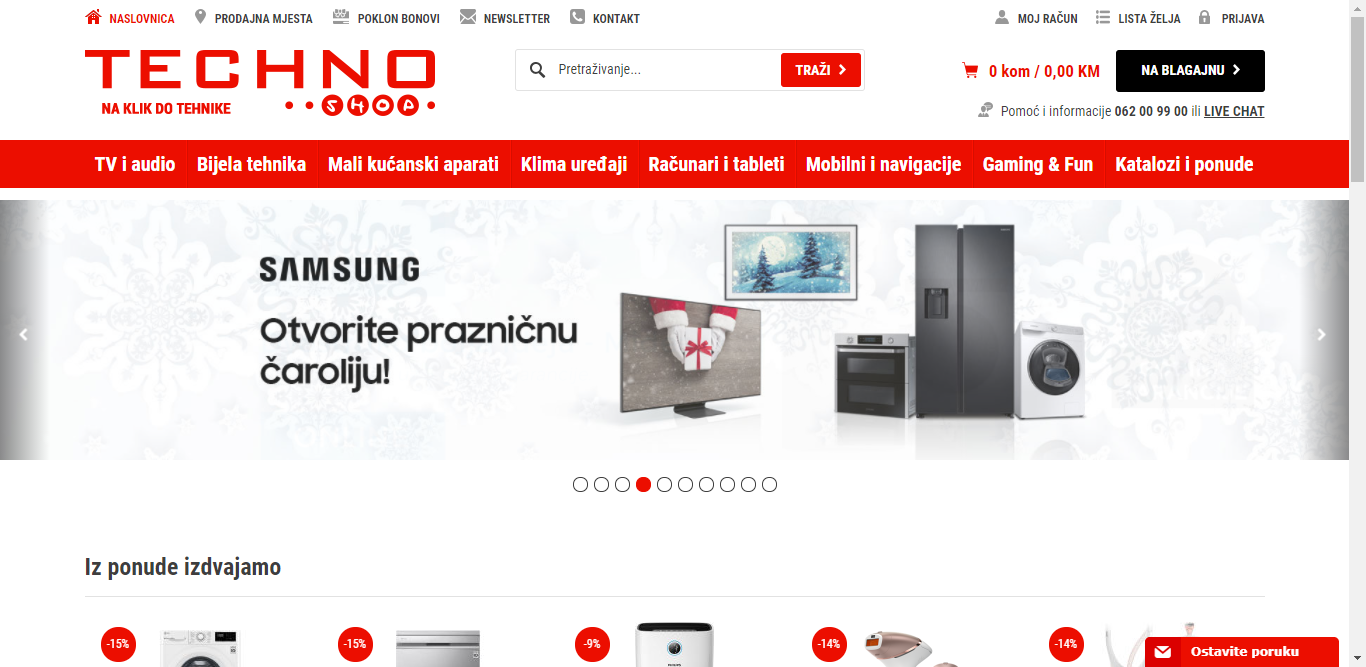 NASLOVNICA PRODAJNA MJESTA POKLON BONOVI NEWSLETTER KONTAKT MOJ RAČUN LISTA ŽELJA PRIJAVA
TECHNO
SHOP
NA KLIK DO TEHNIKE
Pretraživanje...
TRAŽI
0 kom / 0,00 KM
NA BLAGAJNU
Pomoć i informacije 062 00 99 00 ili LIVE CHAT
TV i audio Bijela tehnika Mali kućanski aparati Klima uređaji Računari i tableti Mobilni i navigacije Gaming & Fun Katalozi i ponude
SAMSUNG
Otvorite prazničnu
čaroliju!
Iz ponude izdvajamo
-15% -15% -9% -14% -14%
Ostavite poruku